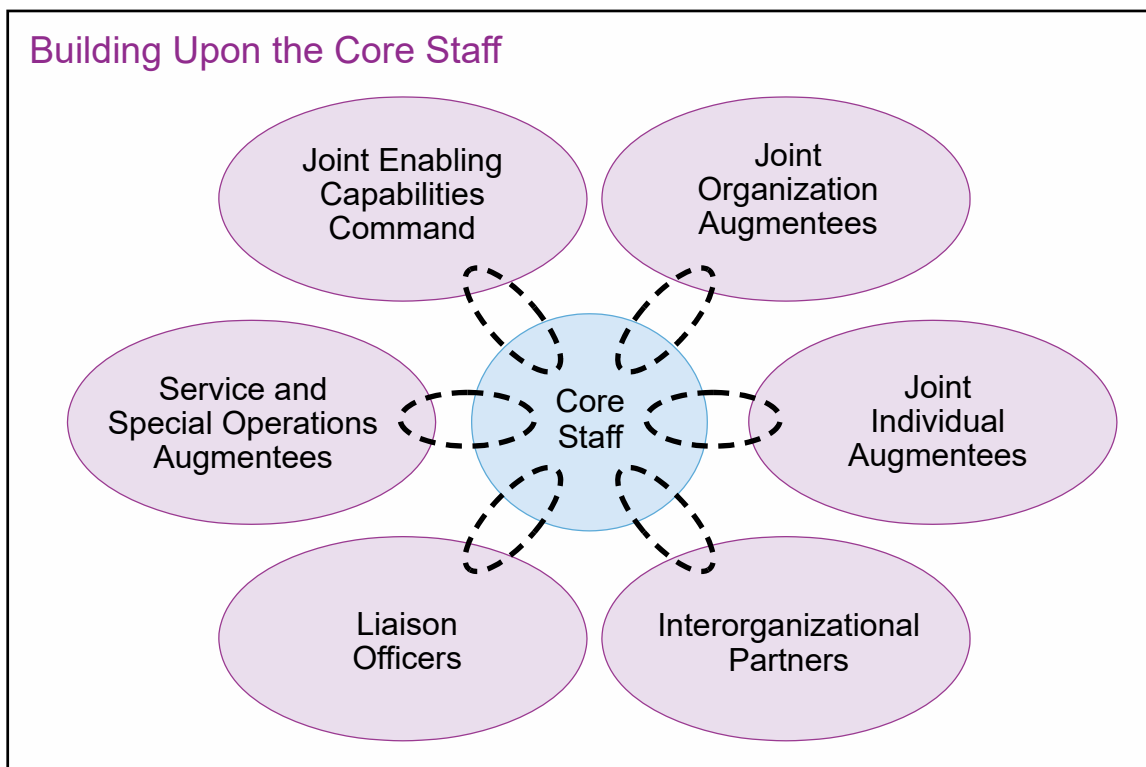 Building Upon the Core Staff
Joint Enabling
Capabilities
Command
Joint
Organization
Augmentees
Service and
Special Operations
Augmentees
Core
Staff
Joint
Individual
Augmentees
Liaison
Officers
Interorganizational
Partners